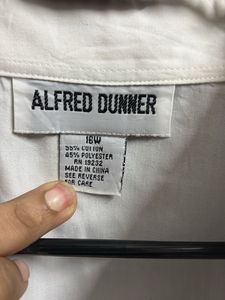 ALFRED DUNNER
18W
55% COTTON
45% POLYESTER
RN 19232
MADE IN CHINA
SEE REVERSE
FOR CARE